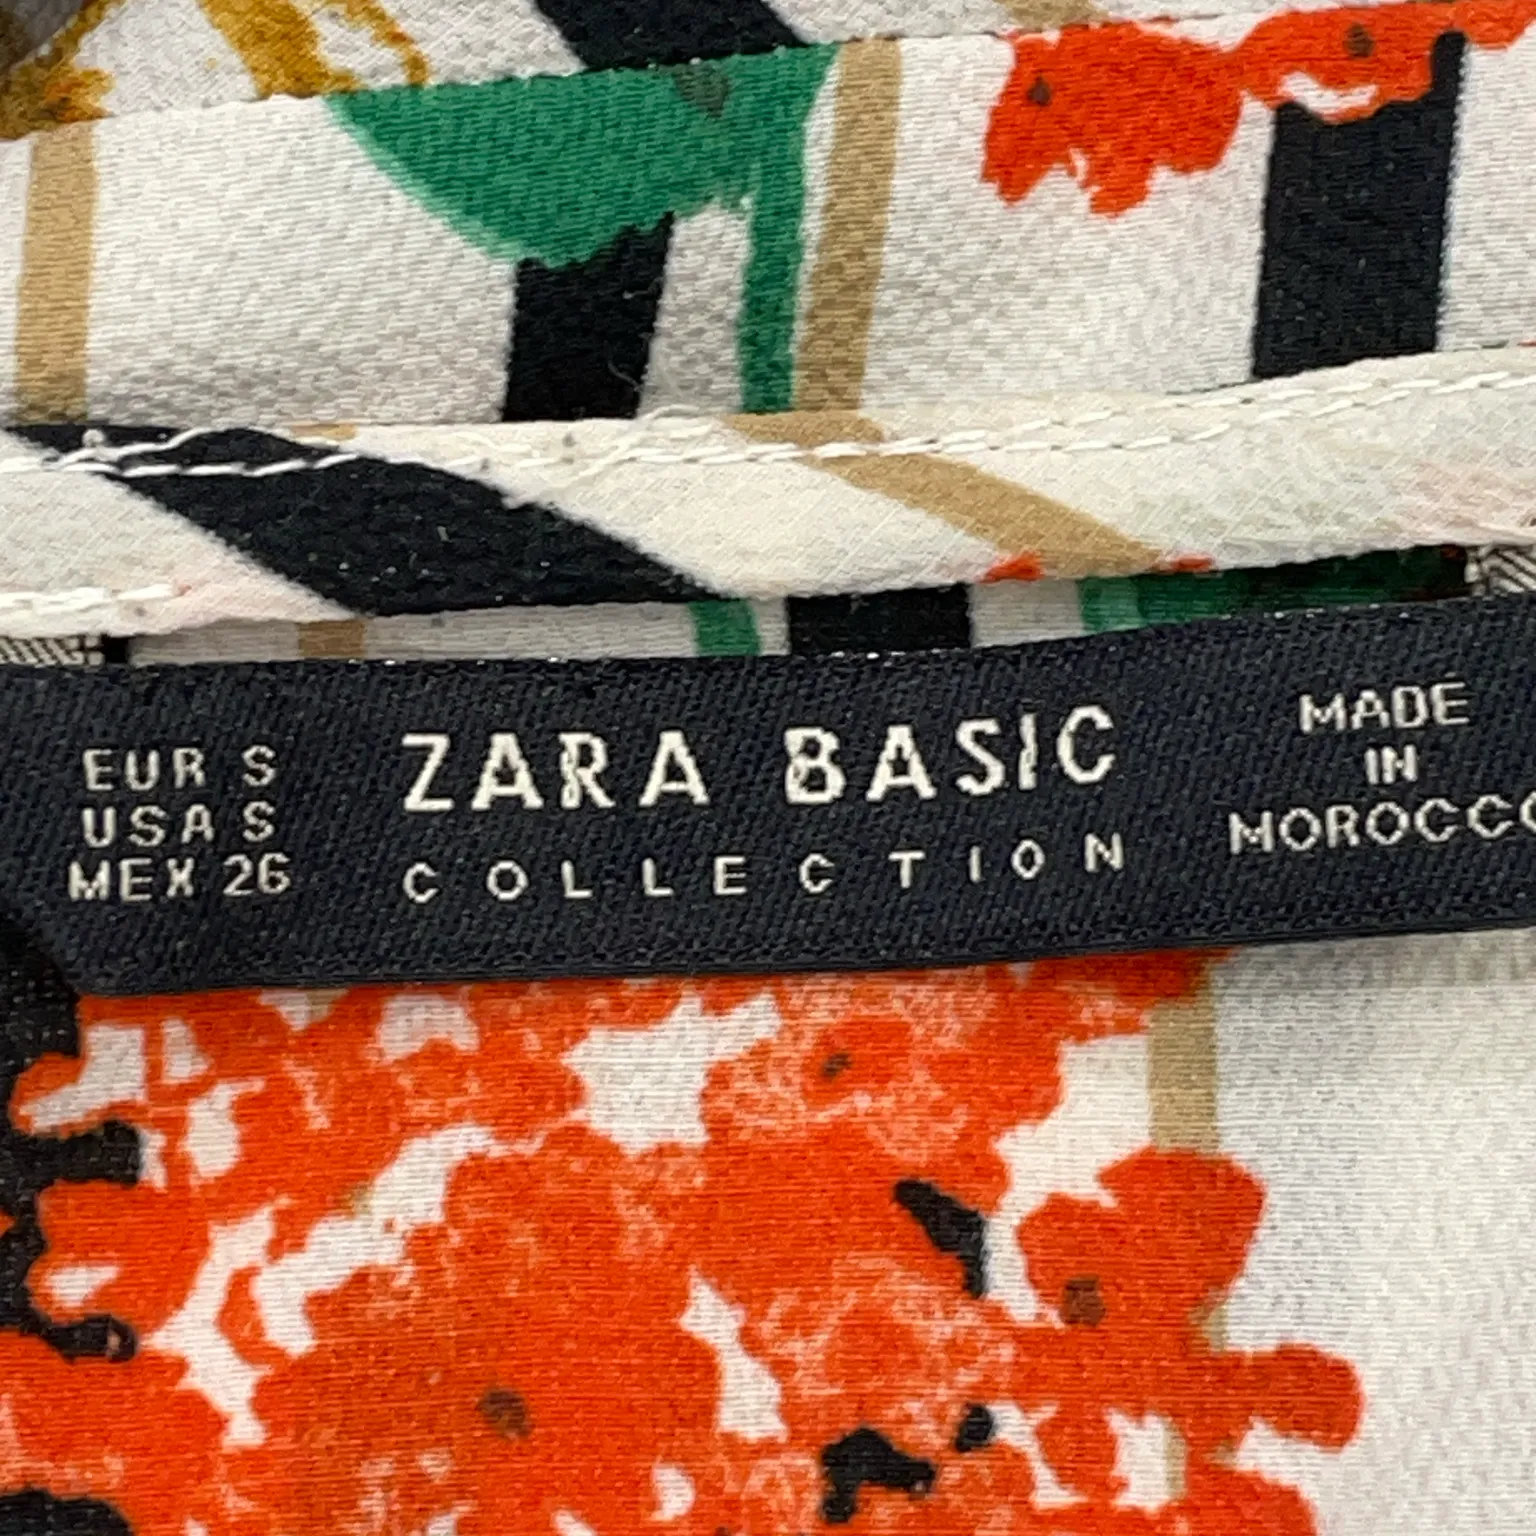 EUR S
USA S
MEX 26
ZARA BASIC
COLLECTION
MADE
IN
MOROCCO